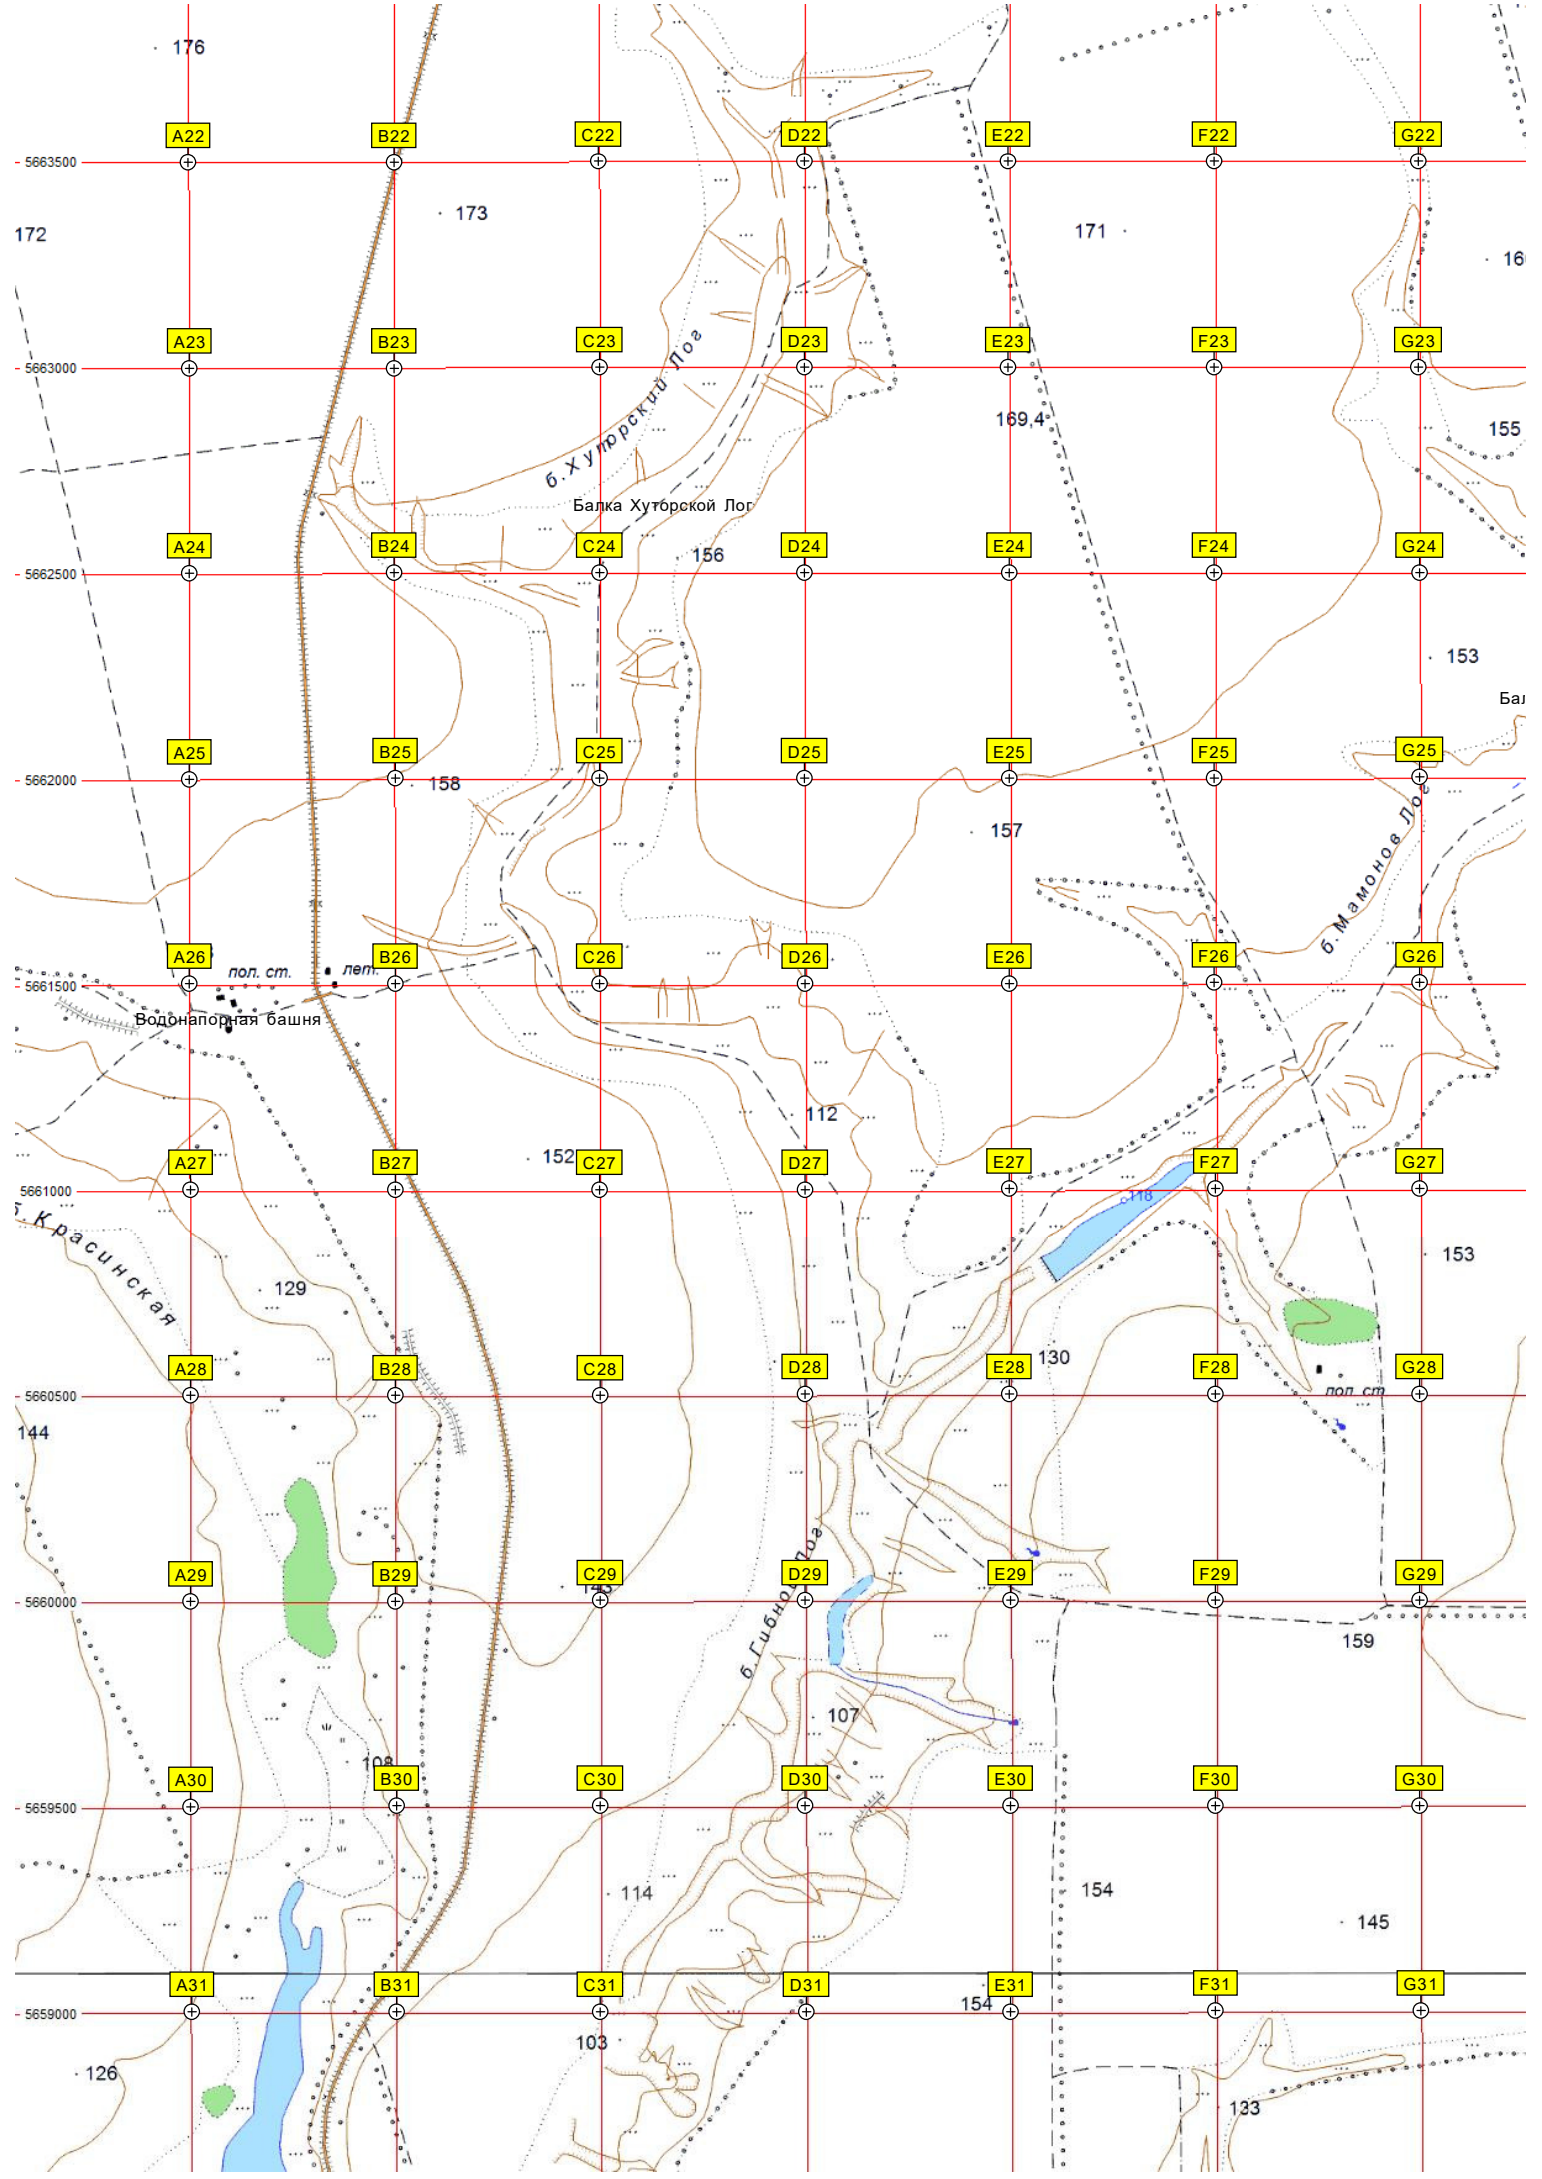 176
A22 B22 C22 D22 E22 F22 G22
5663500
173
172
171
A23 B23 C23 D23 E23 F23 G23
5663000
б. Хуторский Лог
169,4
155
Балка Хуторской Лог
A24 B24 C24 D24 E24 F24 G24
156
5662500
153
A25 B25 C25 D25 E25 F25 G25
5662000
158
157
б. Мамонов Лог
A26 B26 C26 D26 E26 F26 G26
пол. ст. лет.
5661500
Водонапорная башня
112
152
A27 B27 C27 D27 E27 F27 G27
5661000
118
б. Красинская
153
129
130
A28 B28 C28 D28 E28 F28 G28
пол. ст.
5660500
144
A29 B29 C29 D29 E29 F29 G29
5660000
б. Гибной Лог
159
107
108
A30 B30 C30 D30 E30 F30 G30
5659500
114
154
145
A31 B31 C31 D31 E31 F31 G31
154
5659000
103
126
133